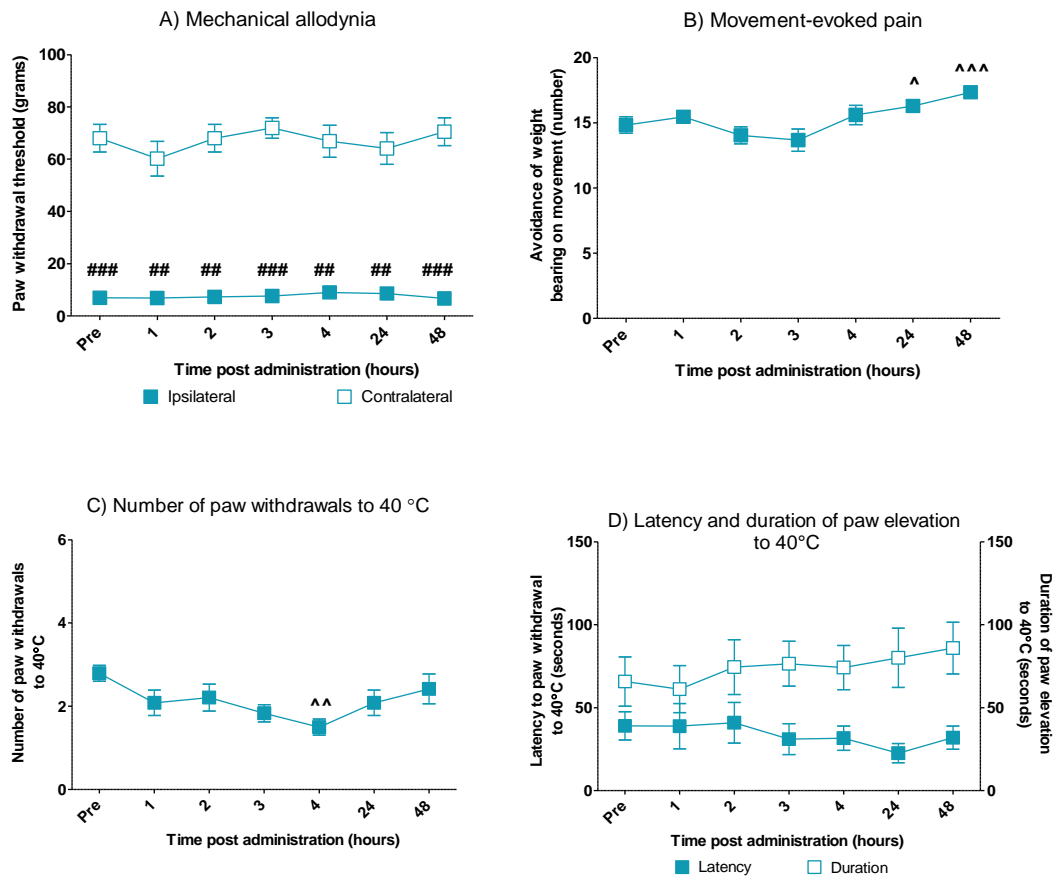 A) Mechanical allodynia
Paw withdrawal threshold (grams)
100
80
60
40
20
0
### ## ## ### ## ## ###
Pre 1 2 3 4 24 48
Time post administration (hours)
Ipsilateral Contralateral
B) Movement-evoked pain
Avoidance of weight
bearing on movement (number)
20
15
10
5
0
^ ^^^
Pre 1 2 3 4 24 48
Time post administration (hours)
C) Number of paw withdrawals to 40 °C
Number of paw withdrawals
to 40°C
6
4
2
0
^^
Pre 1 2 3 4 24 48
Time post administration (hours)
D) Latency and duration of paw elevation
to 40°C
Latency to paw withdrawal
to 40°C (seconds)
150
100
50
0
150
100
50
0
Duration of paw elevation
to 40°C (seconds)
Pre 1 2 3 4 24 48
Time post administration (hours)
Latency Duration